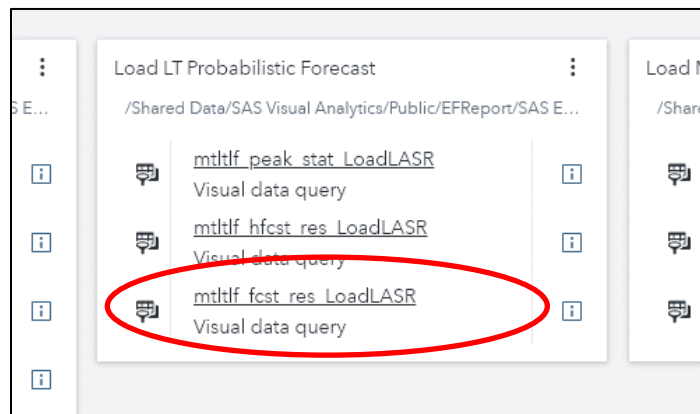 Load LT Probabilistic Forecast
Load
/Shared Data/SAS Visual Analytics/Public/EFReport/SAS E...
E...
mtltlf_peak_stat_LoadLASR
Visual data query
mtltlf_hfcst_res_LoadLASR
Visual data query
mtltlf_fcst_res_LoadLASR
Visual data query